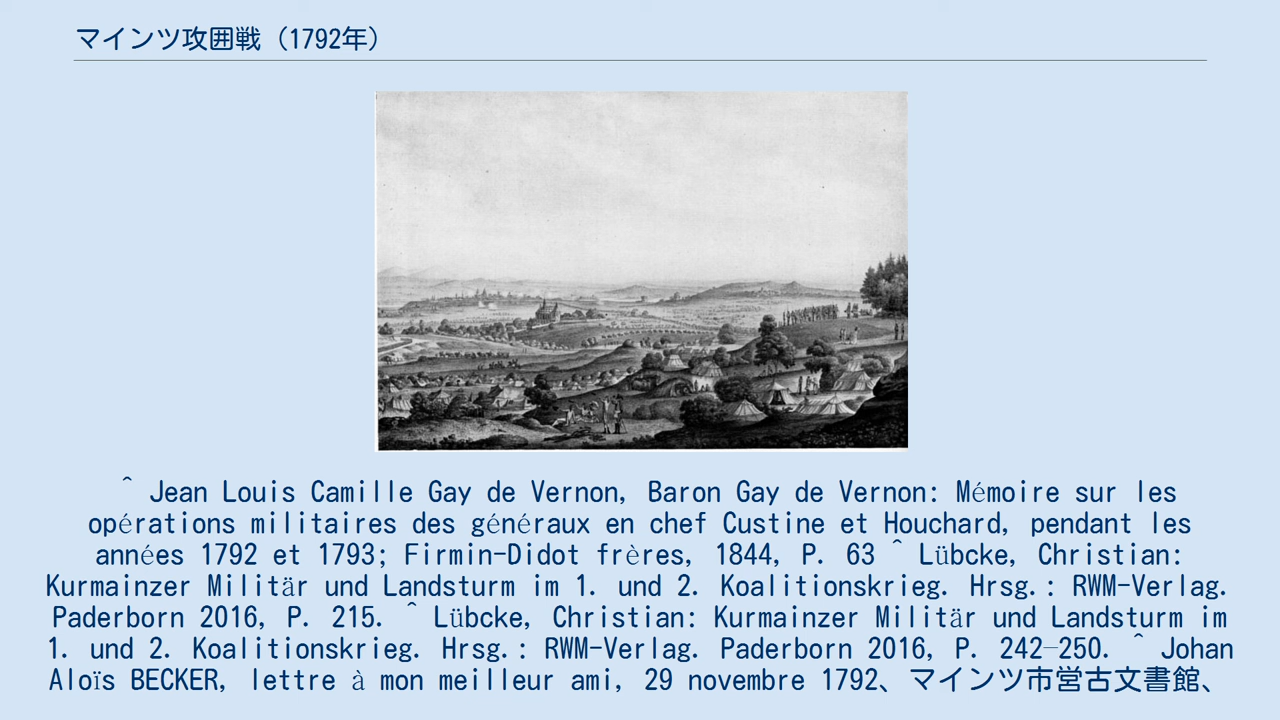 マインツ攻囲戦（1792年）
^ Jean Louis Camille Gay de Vernon, Baron Gay de Vernon: Mémoire sur les
opérations militaires des généraux en chef Custine et Houchard, pendant les
années 1792 et 1793; Firmin-Didot frères, 1844, P. 63 ^ Lübcke, Christian:
Kurmainzer Militär und Landsturm im 1. und 2. Koalitionskrieg. Hrsg.: RWM-Verlag.
Paderborn 2016, P. 215. ^ Lübcke, Christian: Kurmainzer Militär und Landsturm im
1. und 2. Koalitionskrieg. Hrsg.: RWM-Verlag. Paderborn 2016, P. 242–250. ^ Johan
Aloïs BECKER, lettre à mon meilleur ami, 29 novembre 1792、マインツ市営古文書館、